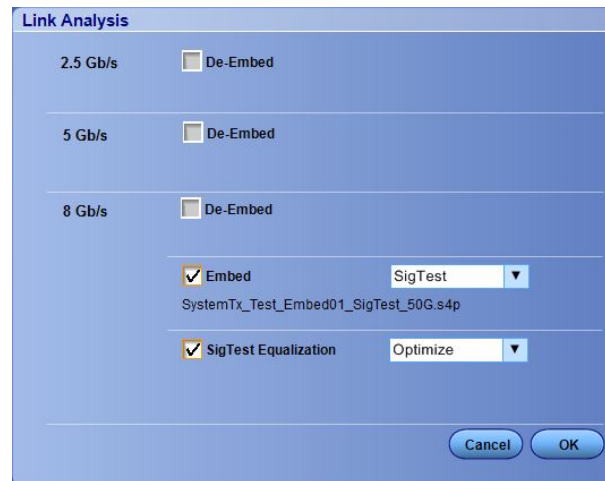 Link Analysis
2.5 Gb/s De-Embed
5 Gb/s De-Embed
8 Gb/s De-Embed
Embed SigTest
SystemTx_Test_Embed01_SigTest_50G.s4p
SigTest Equalization Optimize
Cancel OK